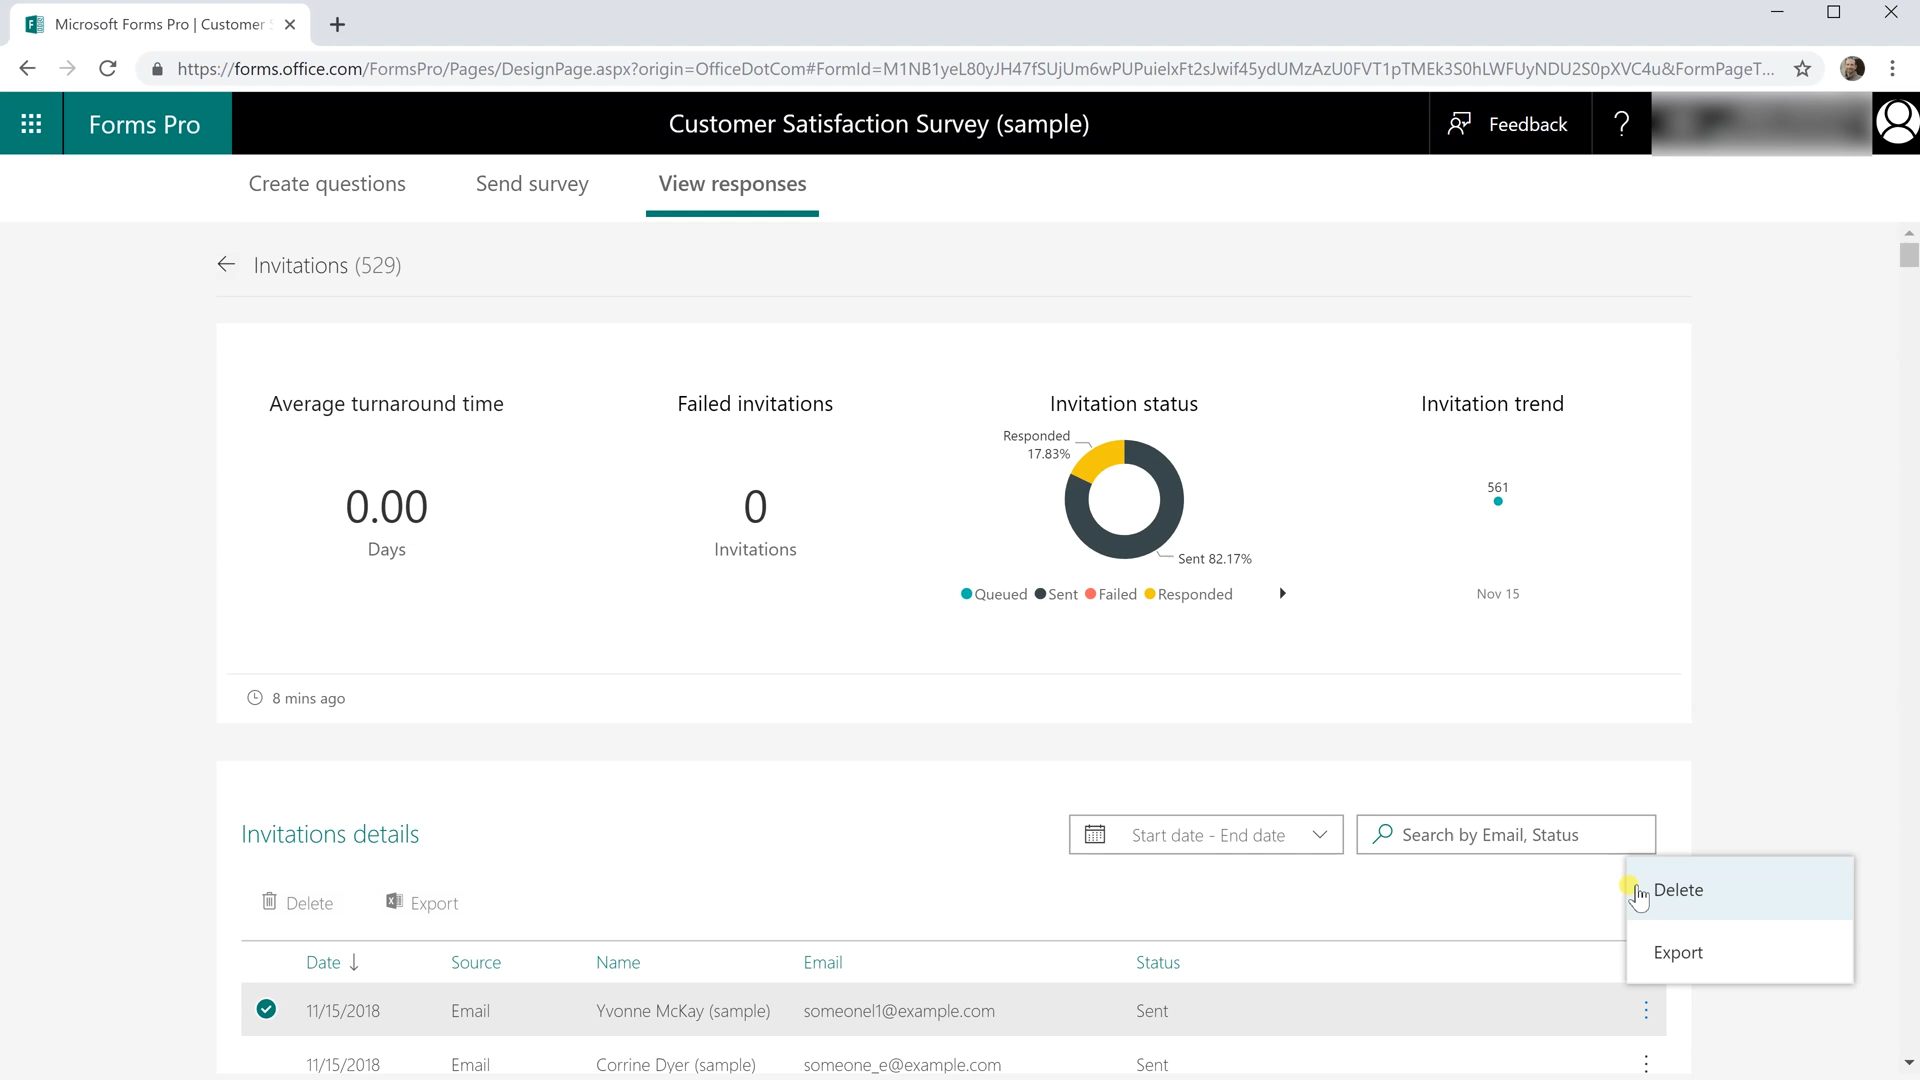 Microsoft Forms Pro | Customer S
https://forms.office.com/FormsPro/Pages/DesignPage.aspx?origin=OfficeDotCom#FormId=M1NB1yeL80yJH47fSUjUm6wPUPuielxFt2sJwif45ydUMzAzU0FVT1pTMEk3S0hLWFUyNDU2S0pXVC4u&FormPageT...
Forms Pro
Customer Satisfaction Survey (sample)
Feedback
?
Create questions
Send survey
View responses
Invitations (529)
Average turnaround time
Failed invitations
Invitation status
Invitation trend
Responded
17.83%
561
0.00
0
Days
Invitations
Sent 82.17%
Queued
Sent
Failed
Responded
Nov 15
8 mins ago
Invitations details
Start date - End date
Search by Email, Status
Delete
Export
Delete
Export
Date
Source
Name
Email
Status
11/15/2018
Email
Yvonne McKay (sample)
someonel1@example.com
Sent
11/15/2018
Email
Corrine Dyer (sample)
someone_e@example.com
Sent